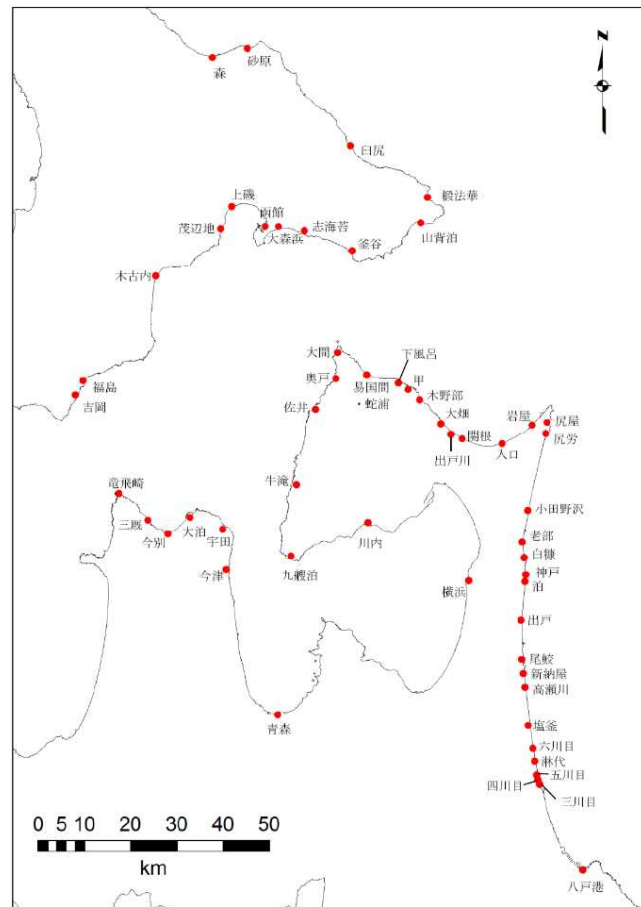 N
砂原
森
臼尻
椴法華
上磯
函館
志海苔
茂辺地
大森浜
山背泊
釜谷
木古内
大間
下風呂
奥戸
易国間
甲
福島
蛇浦
木野部
吉岡
佐井
大畑
岩屋
尻屋
関根
尻労
入口
出戸川
竜飛崎
牛滝
三厩
大泊
小田野沢
今別
宇田
川内
老部
白糠
九艘泊
今津
横浜
神戸
泊
出戸
尾鮫
新納屋
高瀬川
青森
塩釜
六川目
淋代
五川目
四川目
三川目
0 5 10 20 30 40 50
km
八戸港